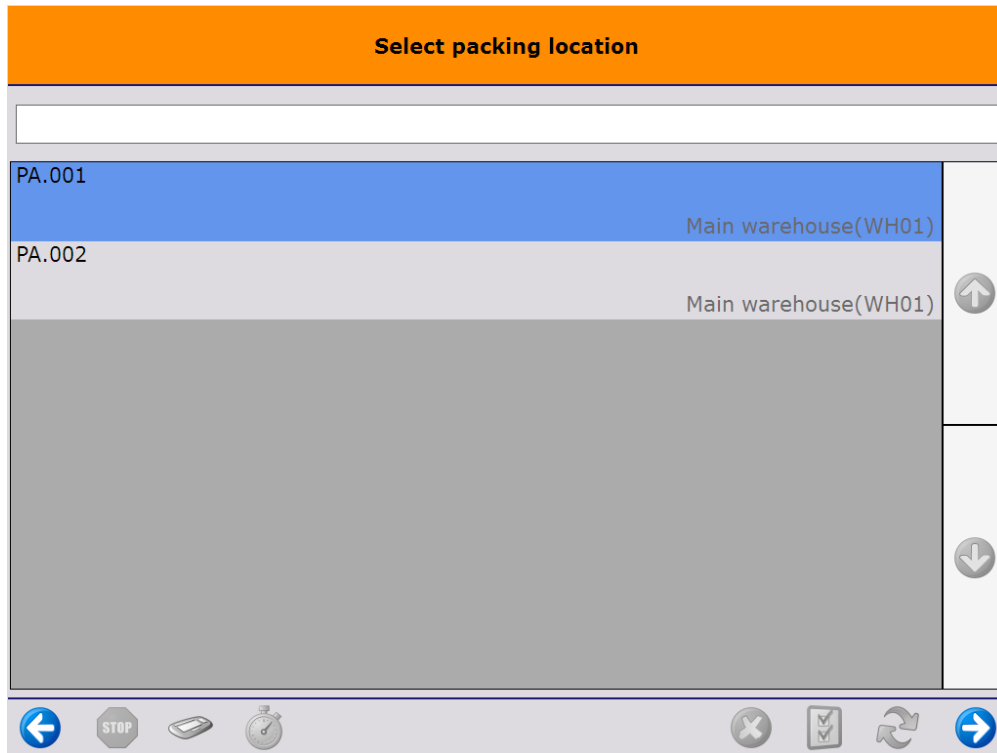 Select packing location
PA.001
Main warehouse(WH01)
PA.002
Main warehouse(WH01)
STOP